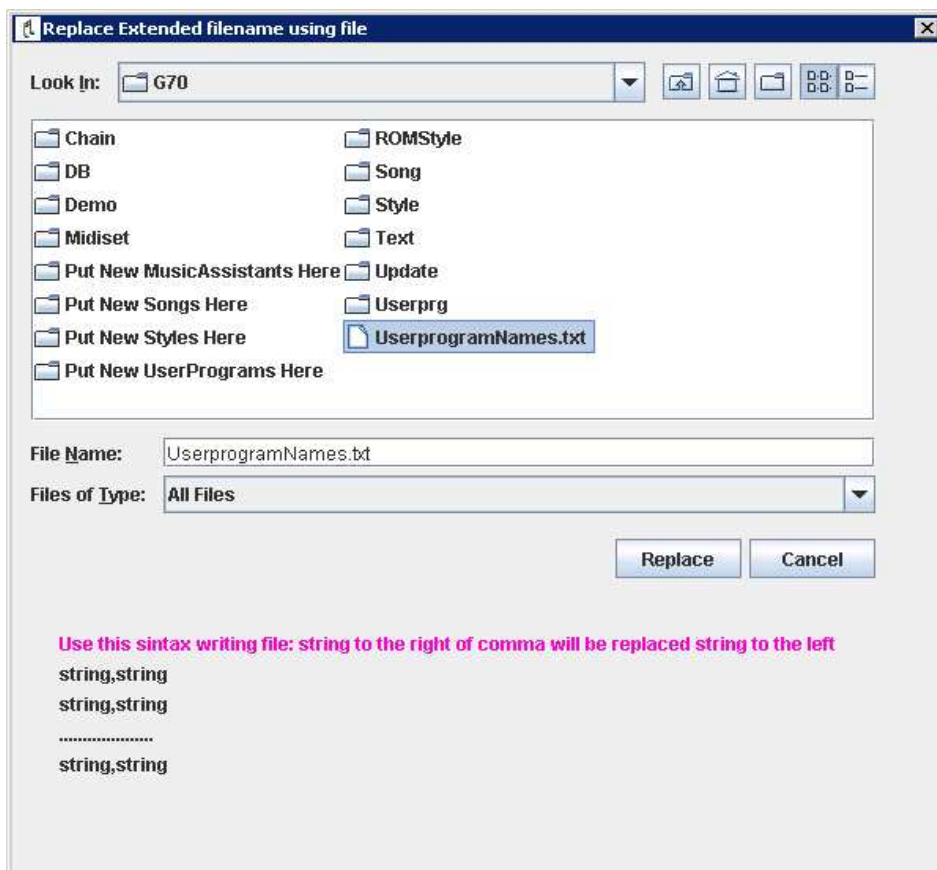 Replace Extended filename using file
Look In: G70
Chain
DB
Demo
Midiset
Put New MusicAssistants Here
Put New Songs Here
Put New Styles Here
Put New UserPrograms Here
ROMStyle
Song
Style
Text
Update
Userprg
UserprogramNames.txt
File Name: UserprogramNames.txt
Files of Type: All Files
Replace Cancel
Use this sintax writing file: string to the right of comma will be replaced string to the left
string,string
string,string
....................
string,string